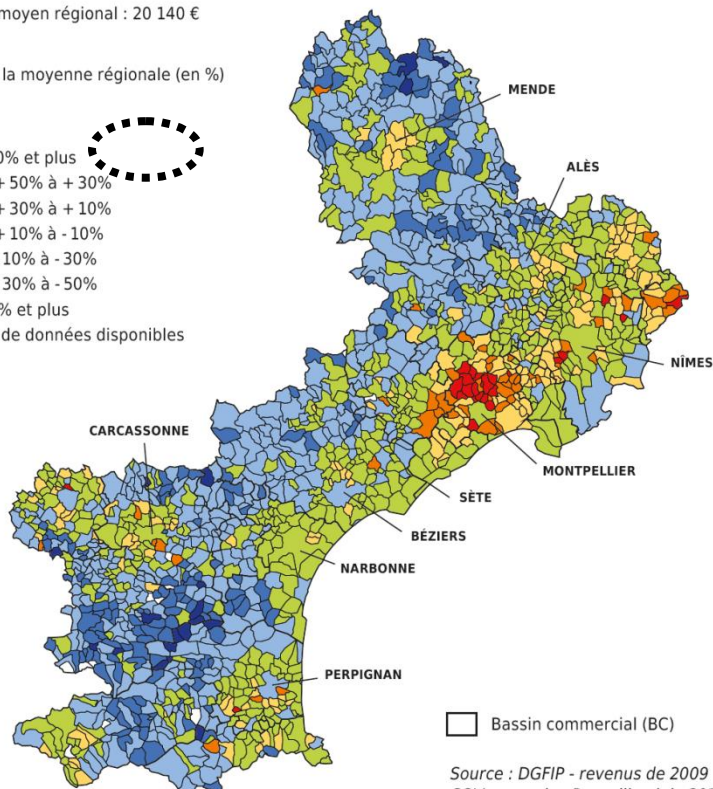 moyen régional : 20 140 €
la moyenne régionale (en %)
0% et plus
+ 50% à + 30%
+ 30% à + 10%
+ 10% à - 10%
10% à - 30%
30% à - 50%
% et plus
de données disponibles
MENDE
ALÈS
NÎMES
MONTPELLIER
SÈTE
BÉZIERS
NARBONNE
CARCASSONNE
PERPIGNAN
Bassin commercial (BC)
Source : DGFIP - revenus de 2009